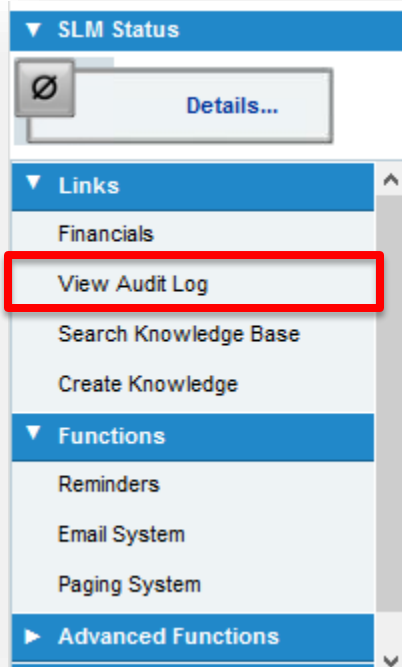 SLM Status
Details...
Links
Financials
View Audit Log
Search Knowledge Base
Create Knowledge
Functions
Reminders
Email System
Paging System
Advanced Functions